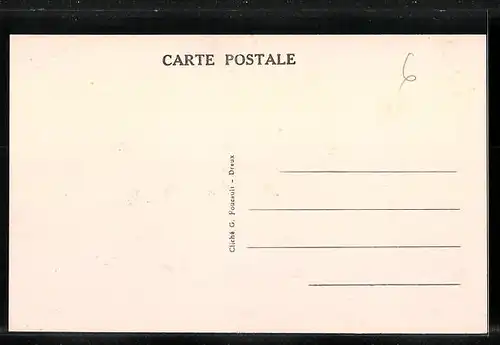 CARTE POSTALE
6
Cliché G. Foucault - Dreux